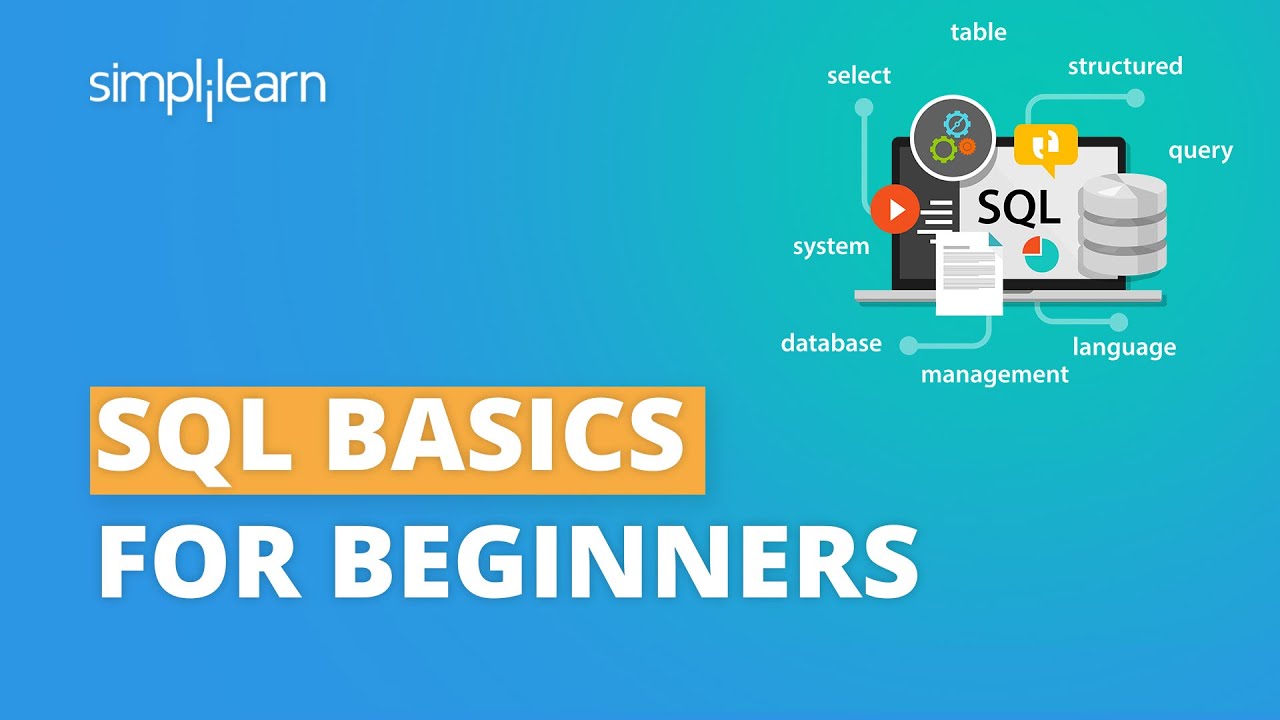 simplilearn
table
select
structured
query
SQL
system
database
language
management
SQL BASICS
FOR BEGINNERS